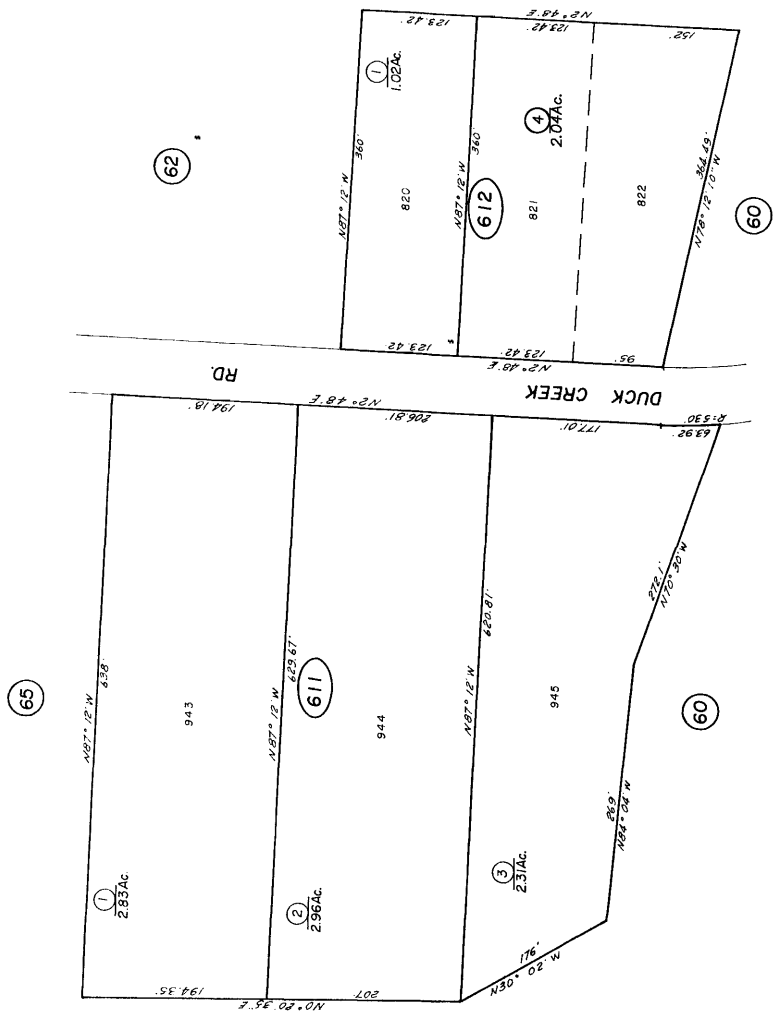 N2° 48' E
123.42'
123.42'
152'
1
1.02Ac.
4
2.04Ac.
62
N87° 12' W
360'
820
N87° 12' W
360'
612
821
822
N78° 12' 10" W
364.49'
60
123.42'
123.42'
95'
N2° 48' E
DUCK CREEK RD.
194.18'
N2° 48' E
206.81'
177.01'
63.92'
R=530'
65
N87° 12' W
638'
943
N87° 12' W
629.67'
611
944
N87° 12' W
620.81'
945
272.1'
N70° 30' W
60
269'
N84° 04' W
1
2.83Ac.
2
2.96Ac.
3
2.31Ac.
176'
N30° 02' W
194.35'
N0° 20' 35" E
207'